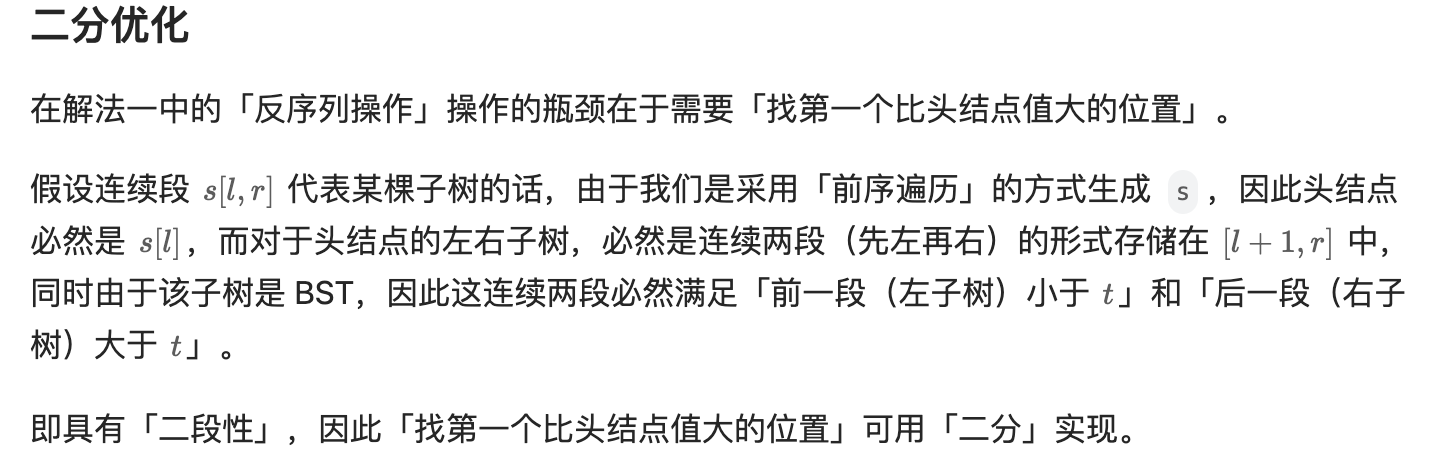 二分优化
在解法一中的「反序列操作」操作的瓶颈在于需要「找第一个比头结点值大的位置」。
假设连续段 s[l, r] 代表某棵子树的话，由于我们是采用「前序遍历」的方式生成 s ，因此头结点
必然是 s[l]，而对于头结点的左右子树，必然是连续两段（先左再右）的形式存储在 [l + 1, r] 中，
同时由于该子树是 BST，因此这连续两段必然满足「前一段（左子树）小于 t」和「后一段（右子
树）大于 t」。
即具有「二段性」，因此「找第一个比头结点值大的位置」可用「二分」实现。